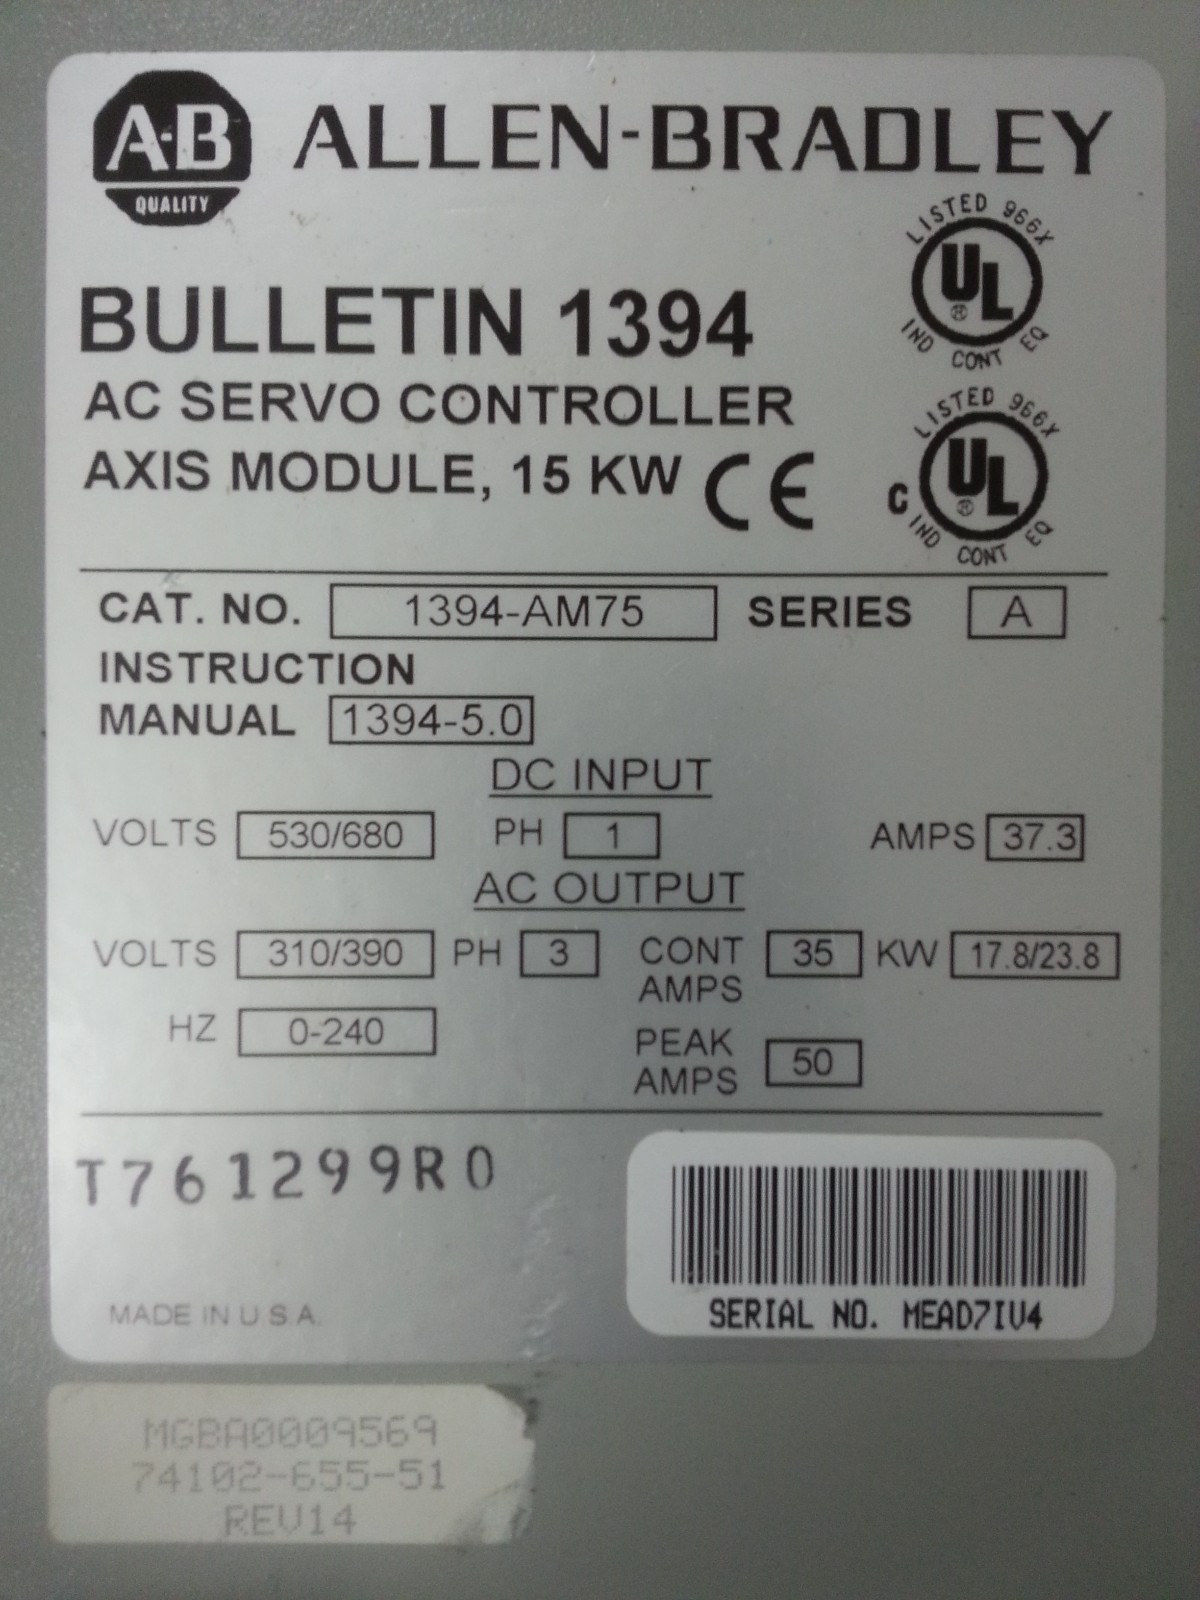 A-B ALLEN-BRADLEY
QUALITY
LISTED 966X
UL ®
IND CONT EQ
BULLETIN 1394
AC SERVO CONTROLLER
AXIS MODULE, 15 KW CE
LISTED 966X
C UL ®
IND CONT EQ
CAT. NO. 1394-AM75 SERIES A
INSTRUCTION
MANUAL 1394-5.0
DC INPUT
VOLTS 530/680 PH 1 AMPS 37.3
AC OUTPUT
VOLTS 310/390 PH 3 CONT AMPS 35 KW 17.8/23.8
HZ 0-240 PEAK AMPS 50
T761299R0
SERIAL NO. MEAD7IV4
MADE IN U.S.A.
MGBA0009569
74102-655-51
REV14